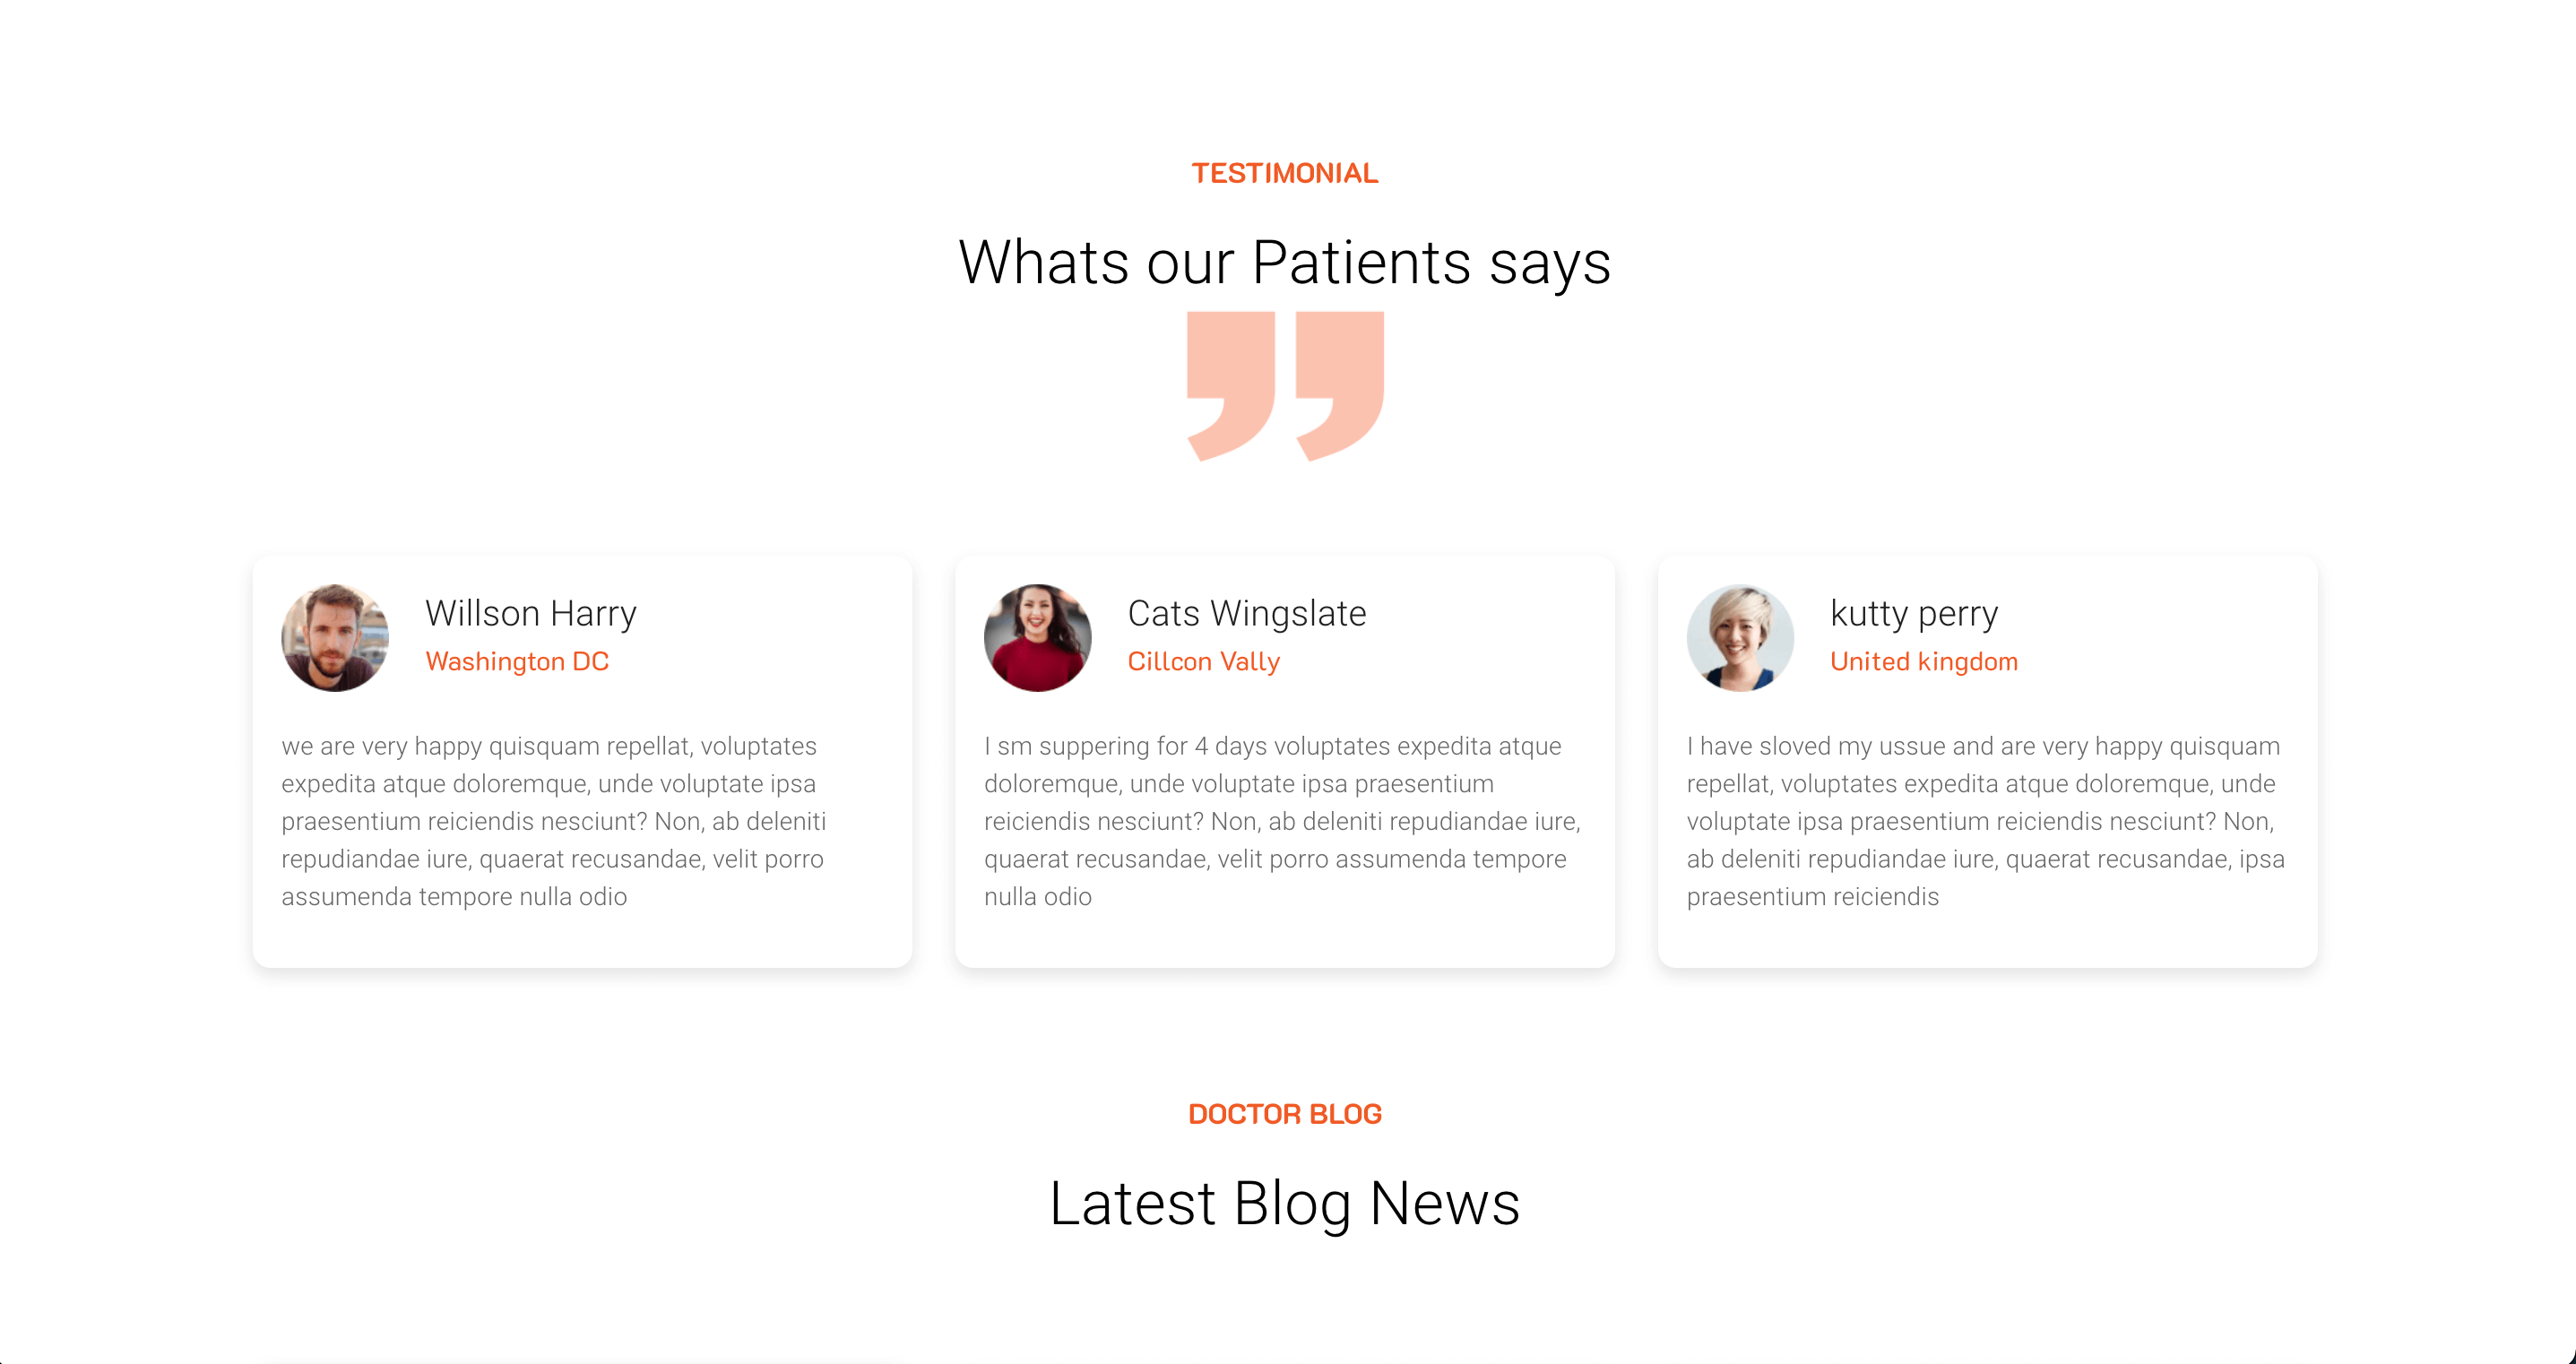 TESTIMONIAL
Whats our Patients says
Willson Harry
Washington DC
we are very happy quisquam repellat, voluptates
expedita atque doloremque, unde voluptate ipsa
praesentium reiciendis nesciunt? Non, ab deleniti
repudiandae iure, quaerat recusandae, velit porro
assumenda tempore nulla odio
Cats Wingslate
Cillcon Vally
I sm suppering for 4 days voluptates expedita atque
doloremque, unde voluptate ipsa praesentium
reiciendis nesciunt? Non, ab deleniti repudiandae iure,
quaerat recusandae, velit porro assumenda tempore
nulla odio
kutty perry
United kingdom
I have sloved my ussue and are very happy quisquam
repellat, voluptates expedita atque doloremque, unde
voluptate ipsa praesentium reiciendis nesciunt? Non,
ab deleniti repudiandae iure, quaerat recusandae, ipsa
praesentium reiciendis
DOCTOR BLOG
Latest Blog News